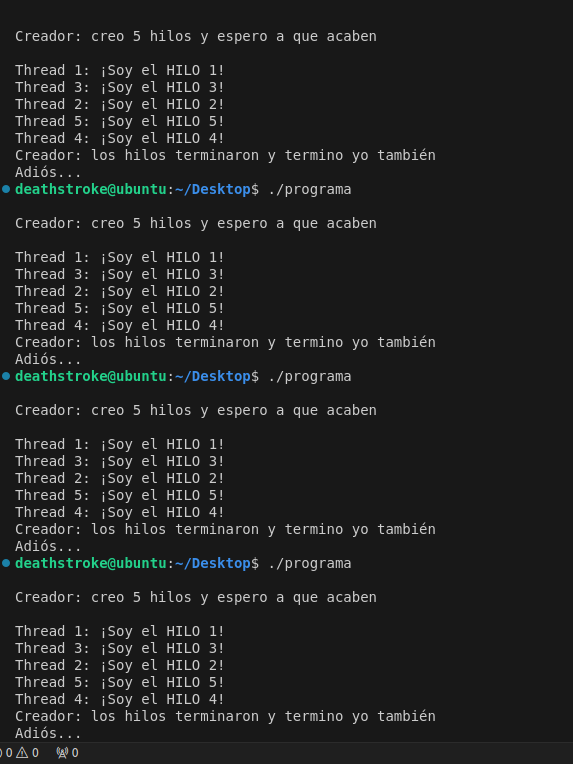 Creador: creo 5 hilos y espero a que acaben
Thread 1: ¡Soy el HILO 1!
Thread 3: ¡Soy el HILO 3!
Thread 2: ¡Soy el HILO 2!
Thread 5: ¡Soy el HILO 5!
Thread 4: ¡Soy el HILO 4!
Creador: los hilos terminaron y termino yo también
Adiós...
deathstroke@ubuntu:~/Desktop$ ./programa
Creador: creo 5 hilos y espero a que acaben
Thread 1: ¡Soy el HILO 1!
Thread 3: ¡Soy el HILO 3!
Thread 2: ¡Soy el HILO 2!
Thread 5: ¡Soy el HILO 5!
Thread 4: ¡Soy el HILO 4!
Creador: los hilos terminaron y termino yo también
Adiós...
deathstroke@ubuntu:~/Desktop$ ./programa
Creador: creo 5 hilos y espero a que acaben
Thread 1: ¡Soy el HILO 1!
Thread 3: ¡Soy el HILO 3!
Thread 2: ¡Soy el HILO 2!
Thread 5: ¡Soy el HILO 5!
Thread 4: ¡Soy el HILO 4!
Creador: los hilos terminaron y termino yo también
Adiós...
deathstroke@ubuntu:~/Desktop$ ./programa
Creador: creo 5 hilos y espero a que acaben
Thread 1: ¡Soy el HILO 1!
Thread 3: ¡Soy el HILO 3!
Thread 2: ¡Soy el HILO 2!
Thread 5: ¡Soy el HILO 5!
Thread 4: ¡Soy el HILO 4!
Creador: los hilos terminaron y termino yo también
Adiós...
0 0 0